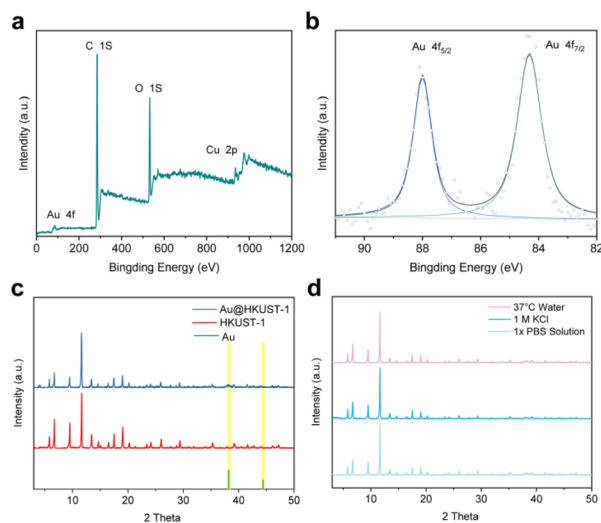 a
C 1S
O 1S
Cu 2p
Au 4f
Intendity (a.u.)
0 200 400 600 800 1000 1200
Bingding Energy (eV)
b
Au 4f5/2
Au 4f7/2
Intendity (a.u.)
90 88 86 84 82
Bingding Energy (eV)
c
Au@HKUST-1
HKUST-1
Au
Intensity (a.u.)
10 20 30 40 50
2 Theta
d
37°C Water
1 M KCl
1x PBS Solution
Intensity (a.u.)
10 20 30 40 50
2 Theta